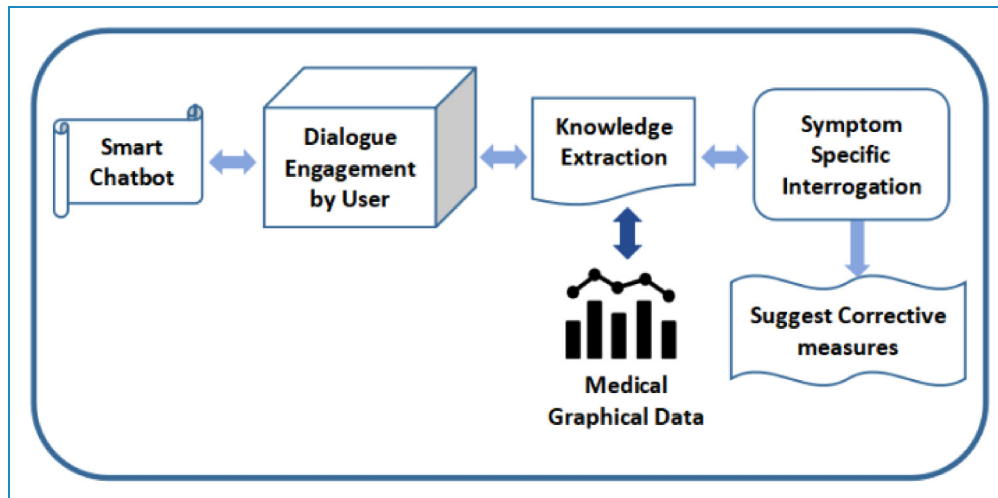 Smart
Chatbot
Dialogue
Engagement
by User
Knowledge
Extraction
Symptom
Specific
Interrogation
Medical
Graphical Data
Suggest Corrective
measures